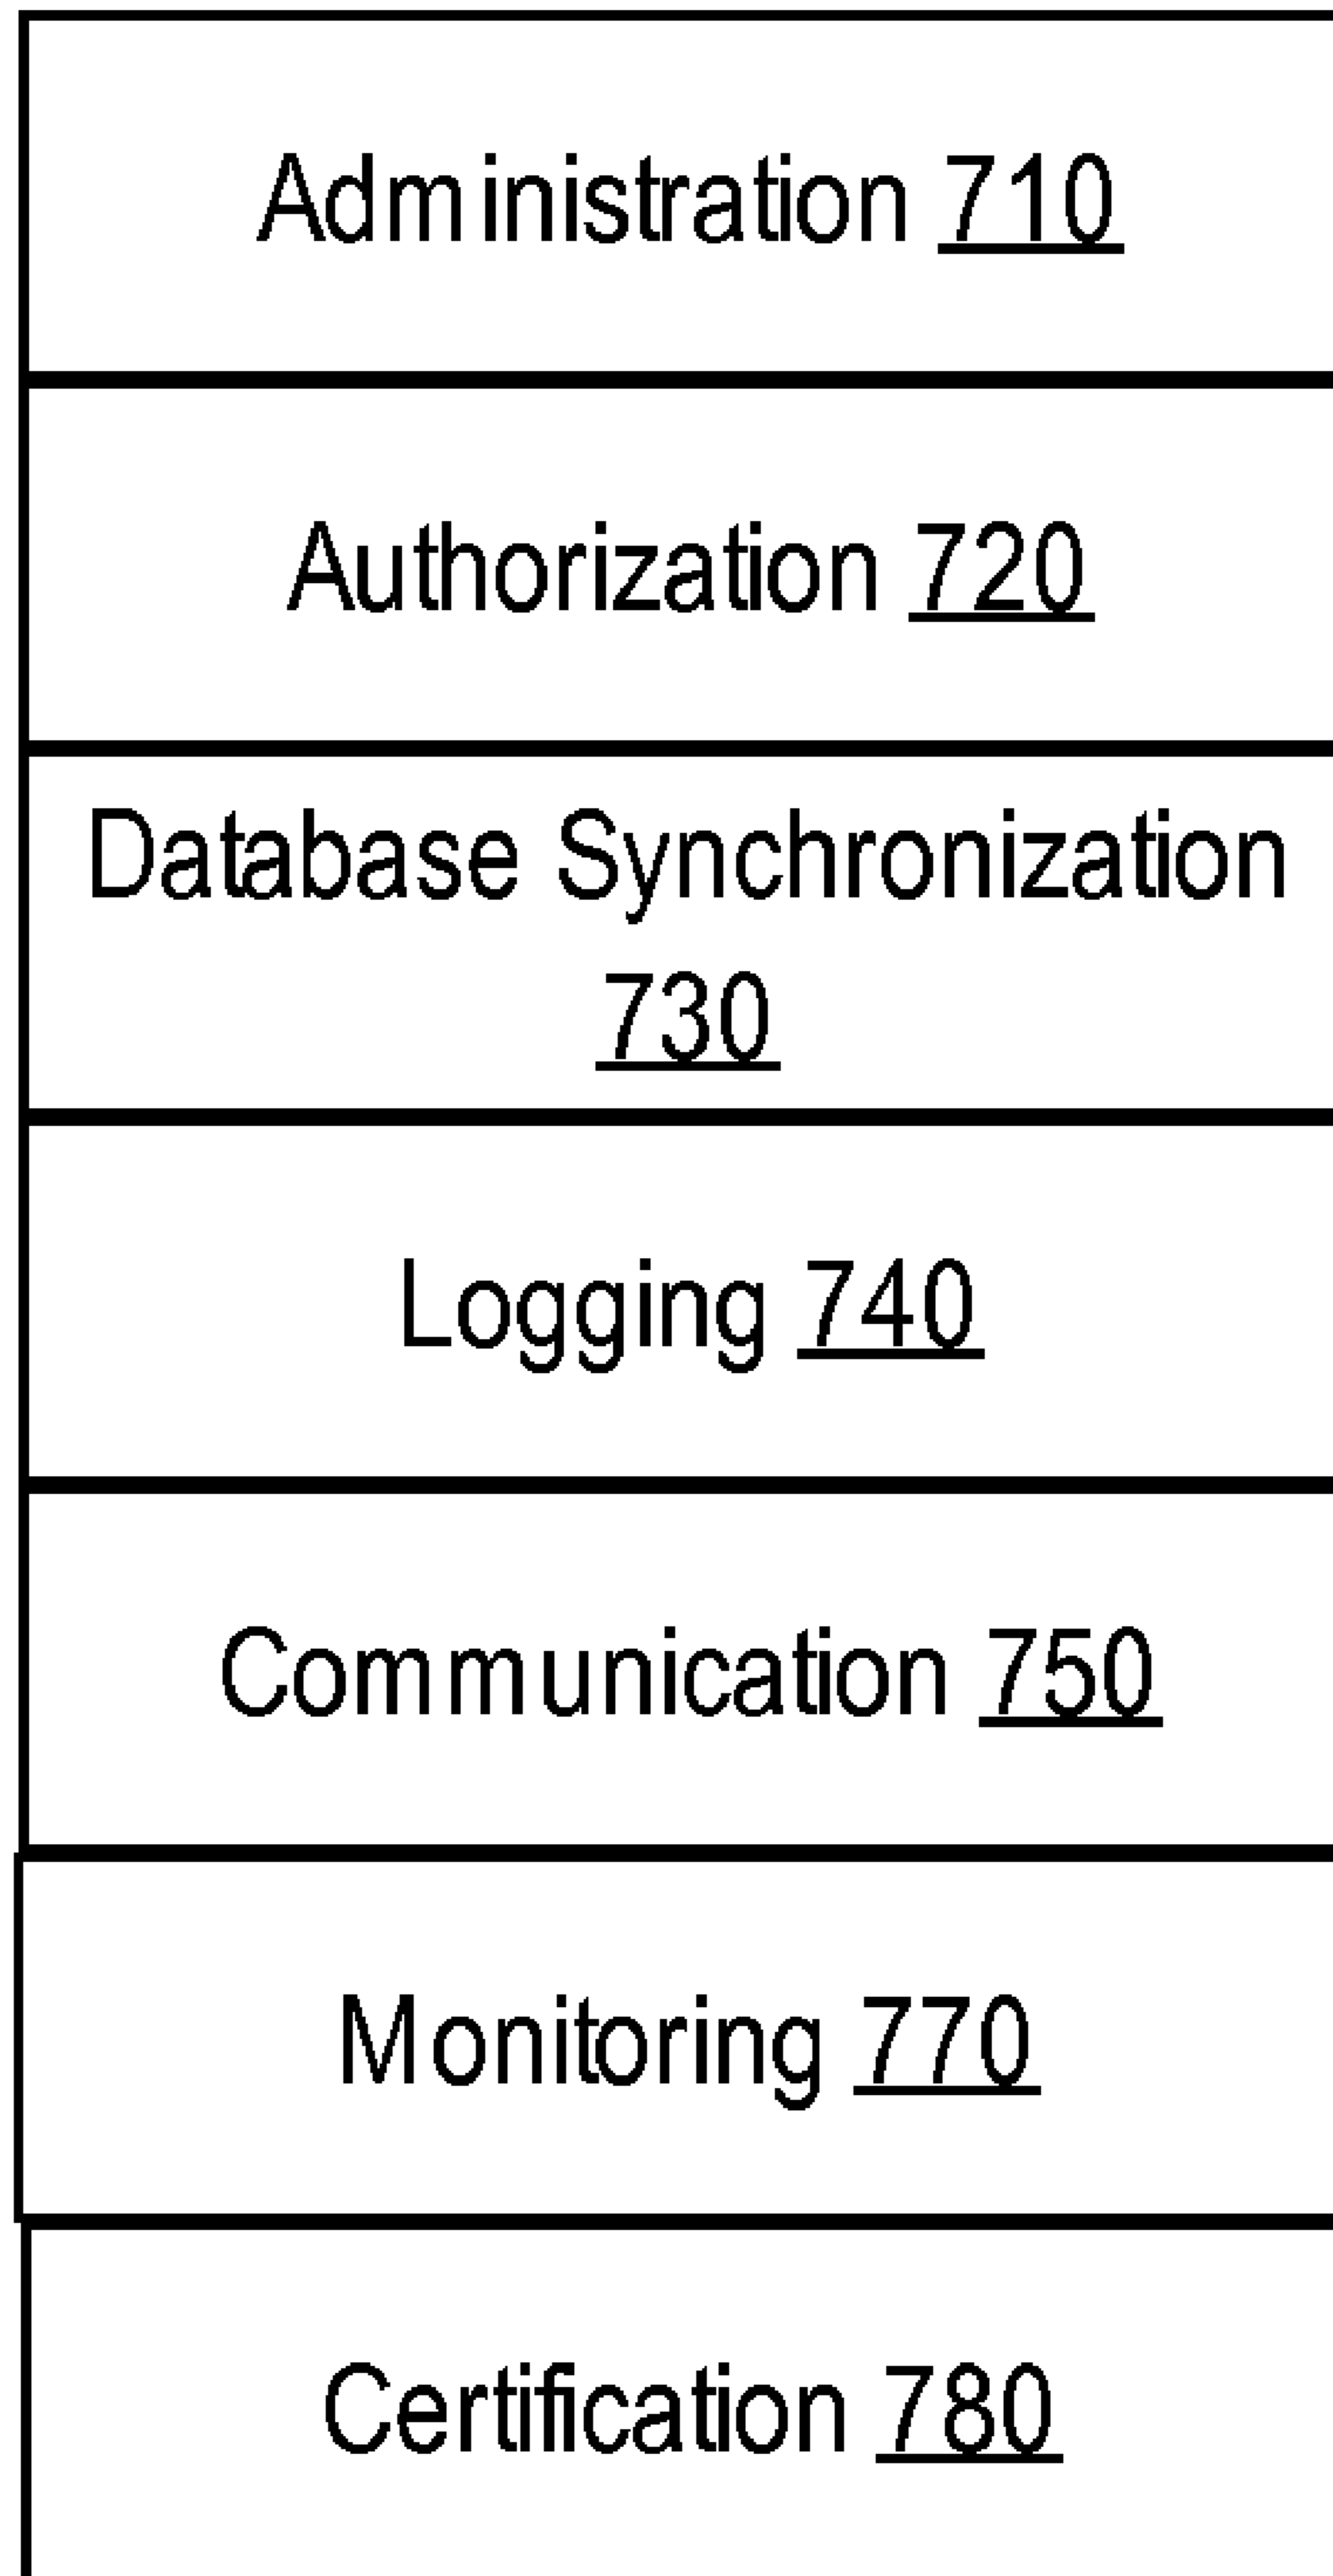 Administration 710
Authorization 720
Database Synchronization
730
Logging 740
Communication 750
Monitoring 770
Certification 780